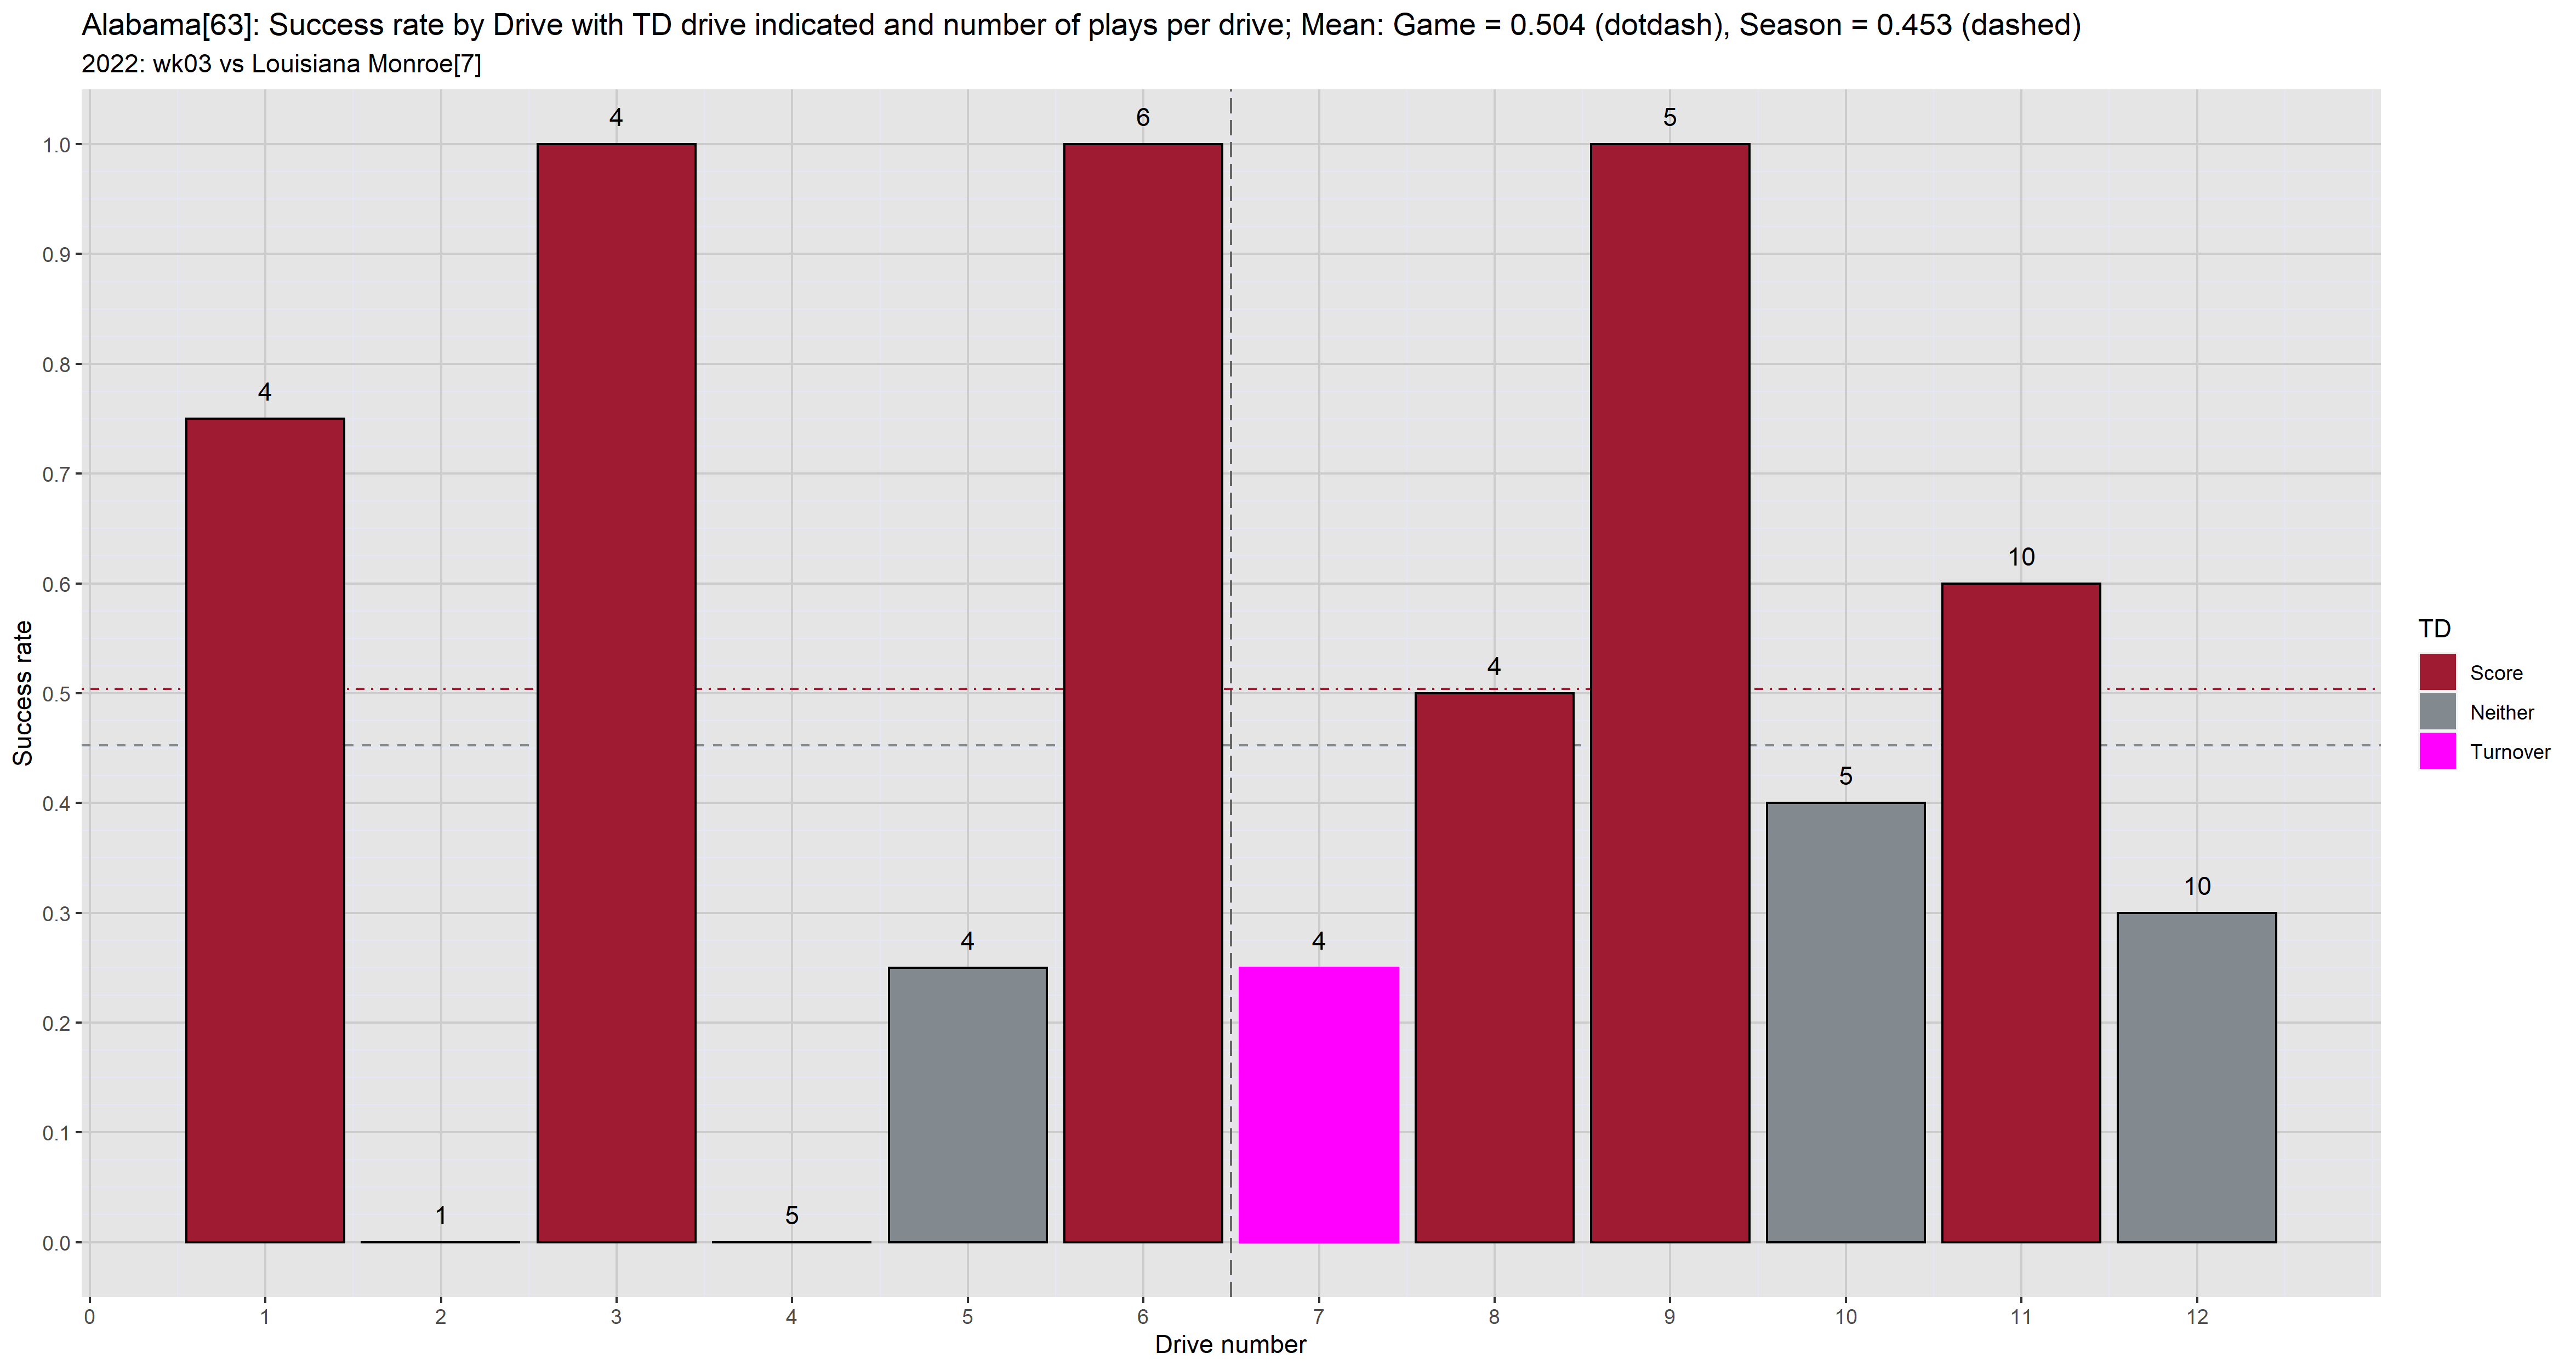 Alabama[63]: Success rate by Drive with TD drive indicated and number of plays per drive; Mean: Game = 0.504 (dotdash), Season = 0.453 (dashed)
2022: wk03 vs Louisiana Monroe[7]
Success rate
1.0
0.9
0.8
0.7
0.6
0.5
0.4
0.3
0.2
0.1
0.0
4
1
4
5
4
6
4
4
5
5
10
10
0 1 2 3 4 5 6 7 8 9 10 11 12
Drive number
TD
Score
Neither
Turnover